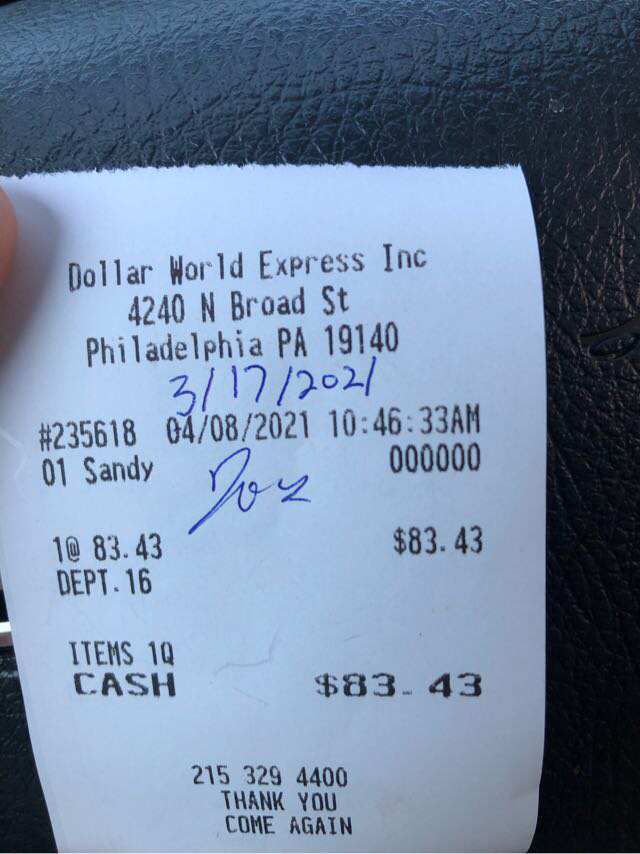 Dollar World Express Inc
4240 N Broad St
Philadelphia PA 19140
3/17/2021
#235618 04/08/2021 10:46:33AM
01 Sandy 000000
1@ 83.43 $83.43
DEPT.16
ITEMS 1Q
CASH $83.43
215 329 4400
THANK YOU
COME AGAIN